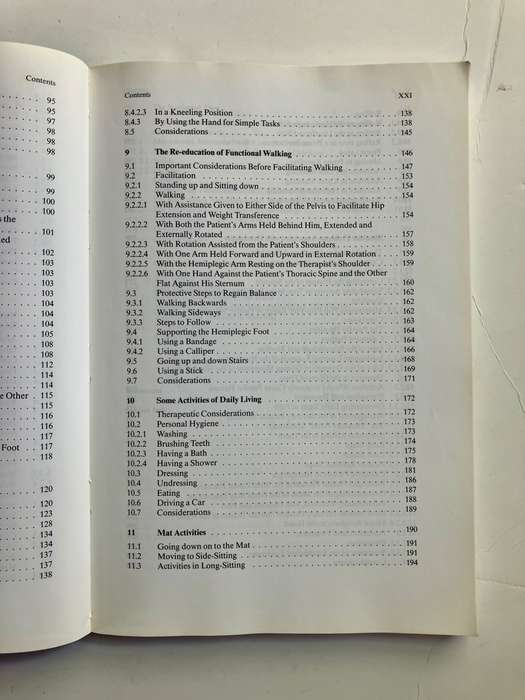 Contents
95
95
97
98
98
98
99
99
100
100
the
101
ed
102
103
103
103
103
104
104
104
105
108
108
112
114
114
e Other . 115
115
116
116
117
Foot . . 117
118
120
120
123
128
134
134
137
137
138
Contents XXI
8.4.2.3 In a Kneeling Position 138
8.4.3 By Using the Hand for Simple Tasks 138
8.5 Considerations 145
9 The Re-education of Functional Walking 146
9.1 Important Considerations Before Facilitating Walking 147
9.2 Facilitation 153
9.2.1 Standing up and Sitting down 154
9.2.2 Walking 154
9.2.2.1 With Assistance Given to Either Side of the Pelvis to Facilitate Hip
Extension and Weight Transference 154
9.2.2.2 With Both the Patient's Arms Held Behind Him, Extended and
Externally Rotated 157
9.2.2.3 With Rotation Assisted from the Patient's Shoulders 158
9.2.2.4 With One Arm Held Forward and Upward in External Rotation 159
9.2.2.5 With the Hemiplegic Arm Resting on the Therapist's Shoulder 159
9.2.2.6 With One Hand Against the Patient's Thoracic Spine and the Other
Flat Against His Sternum 160
9.3 Protective Steps to Regain Balance 162
9.3.1 Walking Backwards 162
9.3.2 Walking Sideways 162
9.3.3 Steps to Follow 163
9.4 Supporting the Hemiplegic Foot 164
9.4.1 Using a Bandage 164
9.4.2 Using a Calliper 166
9.5 Going up and down Stairs 168
9.6 Using a Stick 169
9.7 Considerations 171
10 Some Activities of Daily Living 172
10.1 Therapeutic Considerations 172
10.2 Personal Hygiene 173
10.2.1 Washing 173
10.2.2 Brushing Teeth 174
10.2.3 Having a Bath 175
10.2.4 Having a Shower 178
10.3 Dressing 181
10.4 Undressing 186
10.5 Eating 187
10.6 Driving a Car 188
10.7 Considerations 189
11 Mat Activities 190
11.1 Going down on to the Mat 191
11.2 Moving to Side-Sitting 191
11.3 Activities in Long-Sitting 194